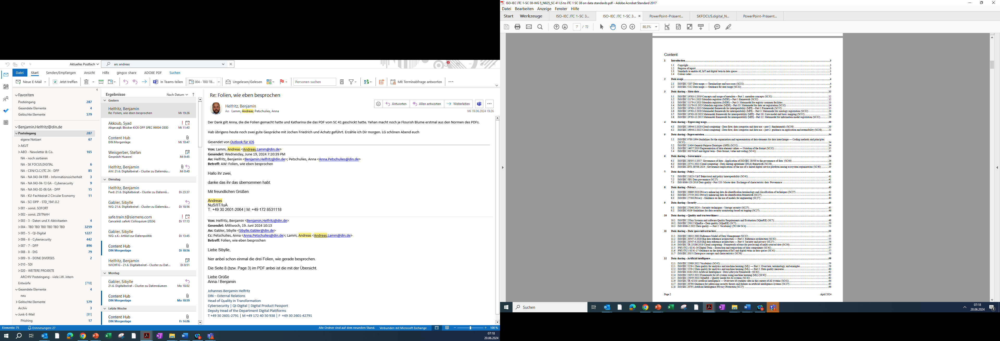 Aktuelles Postfach
an: andreas
2
Datei Start Senden/Empfangen Ansicht Hilfe gingco share ADOBE PDF Suchen
Neue E-Mail Jetzt treffen In Teams teilen 004 - TBD TB... Ungelesen/Gelesen Personen suchen Mit Terminabfrage antworten
Favoriten
Posteingang 287
Gesendete Elemente 4
Gelöschte Elemente 579
Benjamin.Helfritz@din.de
Posteingang 287
eigene Notizen 67
AKUT
ABO - Newsletter & Co. 165
NA - noch sortieren
NA - SK FOCUS.DIGITAL 6
NA - CEN/CLC/JTC 24 - DPP 85
NA - NA 043-04 FBR - Informationssicherheit 3
NA - NA 043-04-13 GA - Cybersecurity 9
NA - NA 043-02-06 GA - DPP 15
NA - KU-Fachbeirat 2 Circular Economy 11
NA - SCI DPP - STD_1941.0.2
001 - sonst. SOFORT
002 - sonst. ZEITNAH
003 - 3 - Daten und X-Aktivitaeten 4
004 - TBD TBD TBD TBD TBD TBD 3259
005 - 5 - QI-Digital 1227
006 - 6 - Cybersecurity 442
007 - 7 - DPP 896
008 - 8 - DIG 79
009 - 9 - DONE DIVERSES 2
010 - SDI
020 - WEITERE PROJEKTE
ARCHIV Posteingang - viele i.W. intern
Entwürfe [718]
Gesendete Elemente 4
neu
Gelöschte Elemente 579
Archiv 3
Junk-E-Mail [91]
Phishing 17
Ergebnisse Nach Datum
Gestern
Helfritz, Benjamin
Re: Folien, wie eben besprochen Mi 19:26
Akkoub, Syad
Abgesagt: Blocker KICK OFF SPEC 99004 ODD Mi 11:43
Content Hub
DIN Morgenlage Mi 10:47
Weisgerber, Stefan
Gespräch Huawei Mi 9:45
Helfritz, Benjamin
AW: 21.6. Digitalbeirat - Cluster zu Datenräu... Mi 0:40
Dienstag
Helfritz, Benjamin
Fwd: 21.6. Digitalbeirat - Cluster zu Datenrä... Di 23:37
Gabler, Sibylle
WG: 21.6. Digitalbeirat - Cluster zu Datenräu... Di 18:56
safe.train.t@siemens.com
Canceled: safeAI Colloquium (2024) Di 17:13
Gabler, Sibylle
WG: z.K.: Artikel zur Datenpolitik Di 13:45
Content Hub
DIN Morgenlage Di 10:56
Helfritz, Benjamin
WICHTIG - 21.6. Digitalbeirat - Cluster zu Dat... Di 8:51
Montag
Gabler, Sibylle
21.6. Digitalbeirat - Cluster zu Datenräumen Mo 18:02
Content Hub
DIN Morgenlage Mo 10:59
Letzte Woche
Content Hub
DIN Morgenlage Fr 14.06
Re: Folien, wie eben besprochen
Helfritz, Benjamin
An Lamm, Andreas; Petschulies, Anna
Antworten Allen antworten Weiterleiten
Mi 19.06.2024 19:26
Der Dank gilt Anna, die die Folien gemacht hatte und Katharina die das PDF vom SC 41 geschickt hatte. Yehan macht noch je Flourish Blume erstmal aus den Normen des PDFs.
Hab übrigens heute noch zwei gute Gespräche mit Jochen Friedrich und Achatz geführt. Erzähle ich Dir morgen. LG schönen Abend euch
Gesendet von Outlook für iOS
Von: Lamm, Andreas <Andreas.Lamm@din.de>
Gesendet: Wednesday, June 19, 2024 7:20:39 PM
An: Helfritz, Benjamin <Benjamin.Helfritz@din.de>; Petschulies, Anna <Anna.Petschulies@din.de>
Betreff: AW: Folien, wie eben besprochen
Hallo ihr zwei,
danke das ihr das übernommen habt.
Mit freundlichen Grüßen
Andreas
NuS/IIT/IuA
T: +49 30 2601-2064 | M: +49 172 8531118
Von: Helfritz, Benjamin <Benjamin.Helfritz@din.de>
Gesendet: Mittwoch, 19. Juni 2024 10:13
An: Gabler, Sibylle <Sibylle.Gabler@din.de>
Cc: Petschulies, Anna <Anna.Petschulies@din.de>; Lamm, Andreas <Andreas.Lamm@din.de>
Betreff: Folien, wie eben besprochen
Liebe Sibylle,
hier anbei schon einmal die drei Folien, wie gerade besprochen.
Die Seite 8 (bzw. Page 3) im PDF anbei ist die mit der Übersicht.
Liebe Grüße
Anna / Benjamin
Johannes Benjamin Helfritz
DIN – External Relations
Head of Quality in Transformation
Cybersecurity | QI-Digital | Digital Product Passport
Deputy Head of the Department Digital Plattforms
T +49 30 2601-2791 | M +49 172 40 50 938 | F +49 30 2601-42791
Elemente: 75 Erinnerungen: 27 Alle Ordner sind auf dem neuesten Stand. Verbunden mit Microsoft Exchange 100 %
07:18
20.06.2024
ISO-IEC JTC 1-SC 38-WG 5_N825_SC 41 LS to JTC 1 SC 38 on data standards.pdf - Adobe Acrobat Standard 2017
Datei Bearbeiten Anzeige Fenster Hilfe
Start Werkzeuge ISO-IEC JTC 1-SC 3... ISO-IEC JTC 1-SC 3... PowerPoint-Präsent... SKFOCUS.digital_N... PowerPoint-Präsent...
7 / 72 80,3%
Content
1 Introduction 3
1.1 Copyright 3
1.2 Purpose of report 3
1.3 Standards to enable AI, IoT and digital twin in data spaces 3
1.4 Colour codes 3
2 Data usage 4
2.1 ISO/IEC 5207 Data usage — Terminology and use cases (SC32) 4
2.2 ISO/IEC 5212 Data usage — Guidance for data usage (SC32) 9
3 Data sharing – Meta data 12
3.1 ISO/IEC 19583-1:2019 Concepts and usage of metadata – Part 1: metadata concepts (SC32) 12
3.2 ISO/IEC 11179-1:2023 Metadata registries (MDR) – Part 1 framework (SC32) 12
3.3 ISO/IEC 11179-3:2023 Metadata registries (MDR) – Part 3: Metamodel for registry common facilities 13
3.4 ISO/IEC 11179-33:2023 Metadata registries (MDR) - Part 33: Metamodel for data set registration (SC32) 14
3.5 ISO/IEC 19763-1:2023 Metamodel framework for interoperability (MFI) – Part 1 Framework (SC32) 15
3.6 ISO/IEC 19763-3:2020 Metamodel framework for interoperability (MFI) - Part 3: Metamodel for ontology registration (SC32) 20
3.7 ISO/IEC 19763-10:2023 Metamodel framework for interoperability (MFI) - Part 10: Core model and basic mapping (SC32) 24
3.8 ISO/IEC 19763-12:2015 Metamodel framework for interoperability (MFI) - Part 12: Metamodel for information model registration (SC32) 26
4 Data sharing – Expressing usage 30
4.1 ISO/IEC 19944-1:2020 Cloud computing - Data flow, data categories and data use – part 1: fundamentals (SC38) 30
4.2 ISO/IEC 19944-2:2022 Cloud computing - Data flow, data categories and data use – part 2: guidance on application and extensibility (SC38) 33
5 Data sharing - Representation 34
5.1 ISO/IEC 9789:1994 Guidelines for the organization and representation of data elements for data interchange — Coding methods and principles
(SC32) 34
5.2 ISO/IEC 11404 General-Purpose Datatypes (GPD) (SC32) 34
5.3 ISO/IEC 14957:2010 Representation of data element values — Notation of the format (SC32) 35
5.4 ISO/IEC 30178 IoT and digital twin - Data format, value and coding (SC41) 35
6 Data sharing – Governance 36
6.1 ISO/IEC 38505-1:2017 Governance of data - Application of ISO/IEC 38500 to the governance of data (SC40) 36
6.2 ISO/IEC 23751:2022 Cloud computing - Data sharing agreement (DSA) framework (SC38) 38
6.3 ISO/IEC DTS 38508:2024 - Governance implications of the use of a shared digital service platform among ecosystem organizations (SC40) 39
7 Data sharing - Policy 41
7.1 ISO/IEC 21823-5 IoT Behavioral and policy interoperability (SC41) 41
7.2 ISO/IEC 5181 Data provenance (SC27) 41
7.3 ISO 8000-120:2016 Data quality - Part 120: Master data: Exchange of characteristic data: Provenance 42
8 Data sharing - Privacy 43
8.1 ISO/IEC 20889:2018 Privacy enhancing data de-identification terminology and classification of techniques (SC27) 43
8.2 ISO/IEC 27559:2022 Privacy enhancing data de-identification framework (SC27) 43
8.3 ISO/IEC 27564 Privacy - Guidance on the use of models for engineering (SC27) 44
9 Data sharing - Security 45
9.1 ISO/IEC 27040:2024 – Security techniques - Storage security (SC27) 45
9.2 ISO/IEC 6109 Guidelines for data security monitoring based on logging (SC27) 46
10 Data sharing – Quality and trustworthiness 48
10.1 ISO/IEC 250xx Systems and software Quality Requirements and Evaluation (SQuaRE) (SC7) 48
10.2 ISO/IEC 25012 SQuaRe – Data quality (SQuaRE) (SC7) 50
10.3 ISO 8000-2:2022 Data quality — Part 2: Vocabulary (TC184/SC4) 53
11 Data sharing – Data space infrastructure 55
11.1 ISO/IEC 10032:2003 Reference Model of Data Management (SC32) 55
11.2 ISO/IEC 20547-3:2020 Big data reference architecture — Part 3: Reference architecture (SC42) 55
11.3 ISO/IEC 20547-4:2020 Big data reference architecture — Part 4: Security and privacy (SC27) 56
11.4 ISO/IEC TR 23186:2018 Cloud computing - Framework of trust for processing of multi-sourced data (SC38) 56
11.5 PWI JTC1-SC41-16 Digital Twin – Extraction and transactions of data components (SC41) 57
11.6 PWI JTC1-SC41-17 Guidance on the integration of IoT and digital twins in data spaces (SC41) 57
11.7 ISO/IEC 20151 Dataspace concepts and characteristics (SC38) 58
12 Data sharing - Artificial intelligence 59
12.1 ISO/IEC 22989:2022 Vocabulary (SC42) 59
12.1 ISO/IEC 5259-1 Data quality for analytics and machine learning (ML) — Part 1: Overview, terminology, and examples 59
12.2 ISO/IEC 5259-2 Data quality for analytics and machine learning (ML) — Part 2: Data quality measures 60
12.3 ISO/IEC 8183:2023 Artificial Intelligence - Data Lifecycle Framework (SC42) 62
12.4 ISO/IEC 23053:2022 Framework for AI systems using machine learning (ML) (SC42) 62
12.5 ISO/IEC 25059:2023 SQuaRE – Quality model for AI systems (SC42) 63
12.6 ISO/IEC TR 42103 Artificial intelligence — Overview of synthetic data in the context of AI systems (SC42) 64
12.7 ISO/IEC 20790 Guidance for addressing security threats and failures in artificial intelligence systems (SC27) 65
12.8 ISO/IEC 20791 Artificial Intelligence Privacy Protection (SC27) 66
Page 2 April 2024
Suchen
07:18
20.06.2024
3